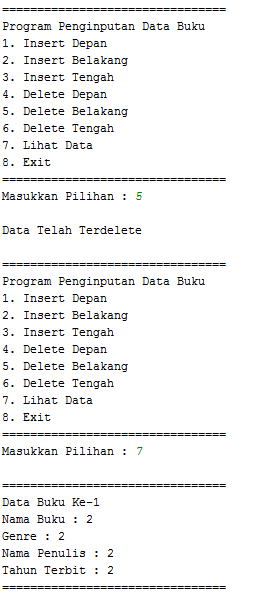 ================================
Program Penginputan Data Buku
1. Insert Depan
2. Insert Belakang
3. Insert Tengah
4. Delete Depan
5. Delete Belakang
6. Delete Tengah
7. Lihat Data
8. Exit
================================
Masukkan Pilihan : 5
Data Telah Terdelete
================================
Program Penginputan Data Buku
1. Insert Depan
2. Insert Belakang
3. Insert Tengah
4. Delete Depan
5. Delete Belakang
6. Delete Tengah
7. Lihat Data
8. Exit
================================
Masukkan Pilihan : 7
================================
Data Buku Ke-1
Nama Buku : 2
Genre : 2
Nama Penulis : 2
Tahun Terbit : 2
================================